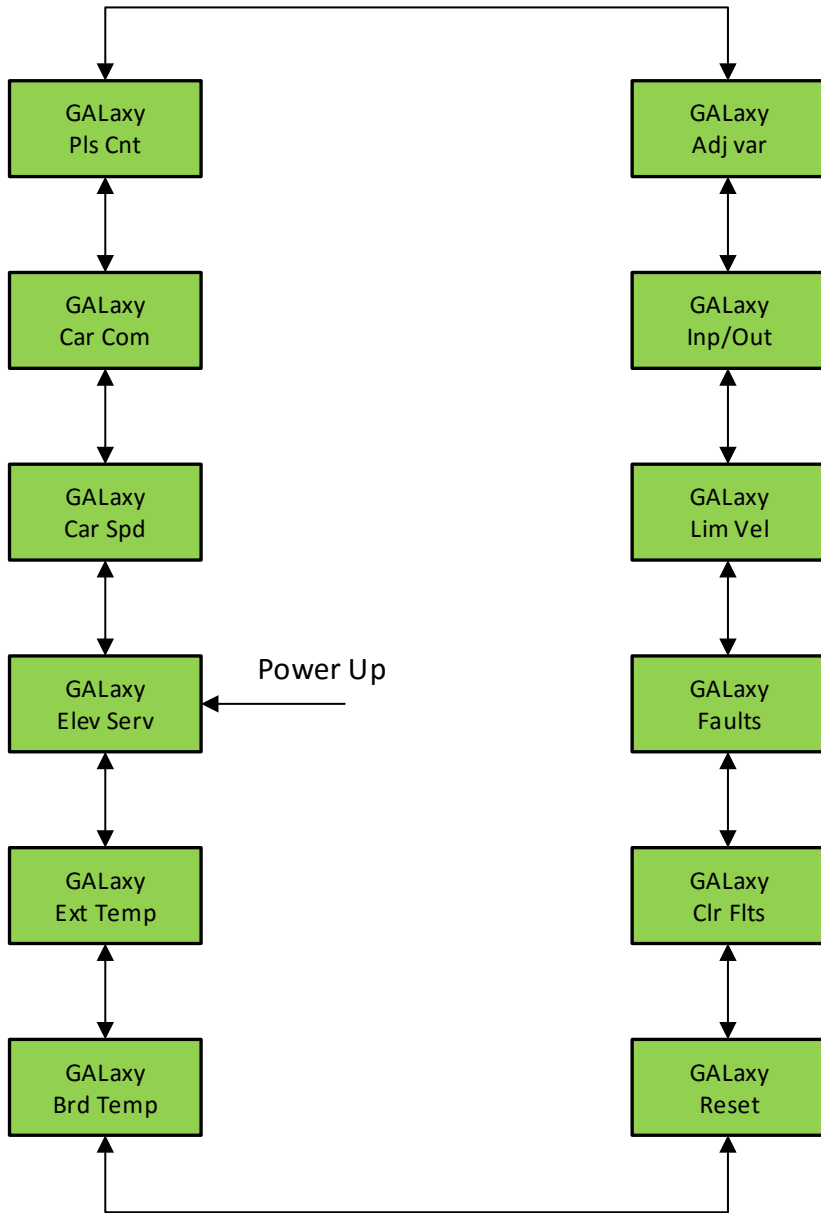 GALaxy
Pls Cnt
GALaxy
Adj var
GALaxy
Car Com
GALaxy
Inp/Out
GALaxy
Car Spd
GALaxy
Lim Vel
GALaxy
Elev Serv
Power Up
GALaxy
Faults
GALaxy
Ext Temp
GALaxy
Clr Flts
GALaxy
Brd Temp
GALaxy
Reset